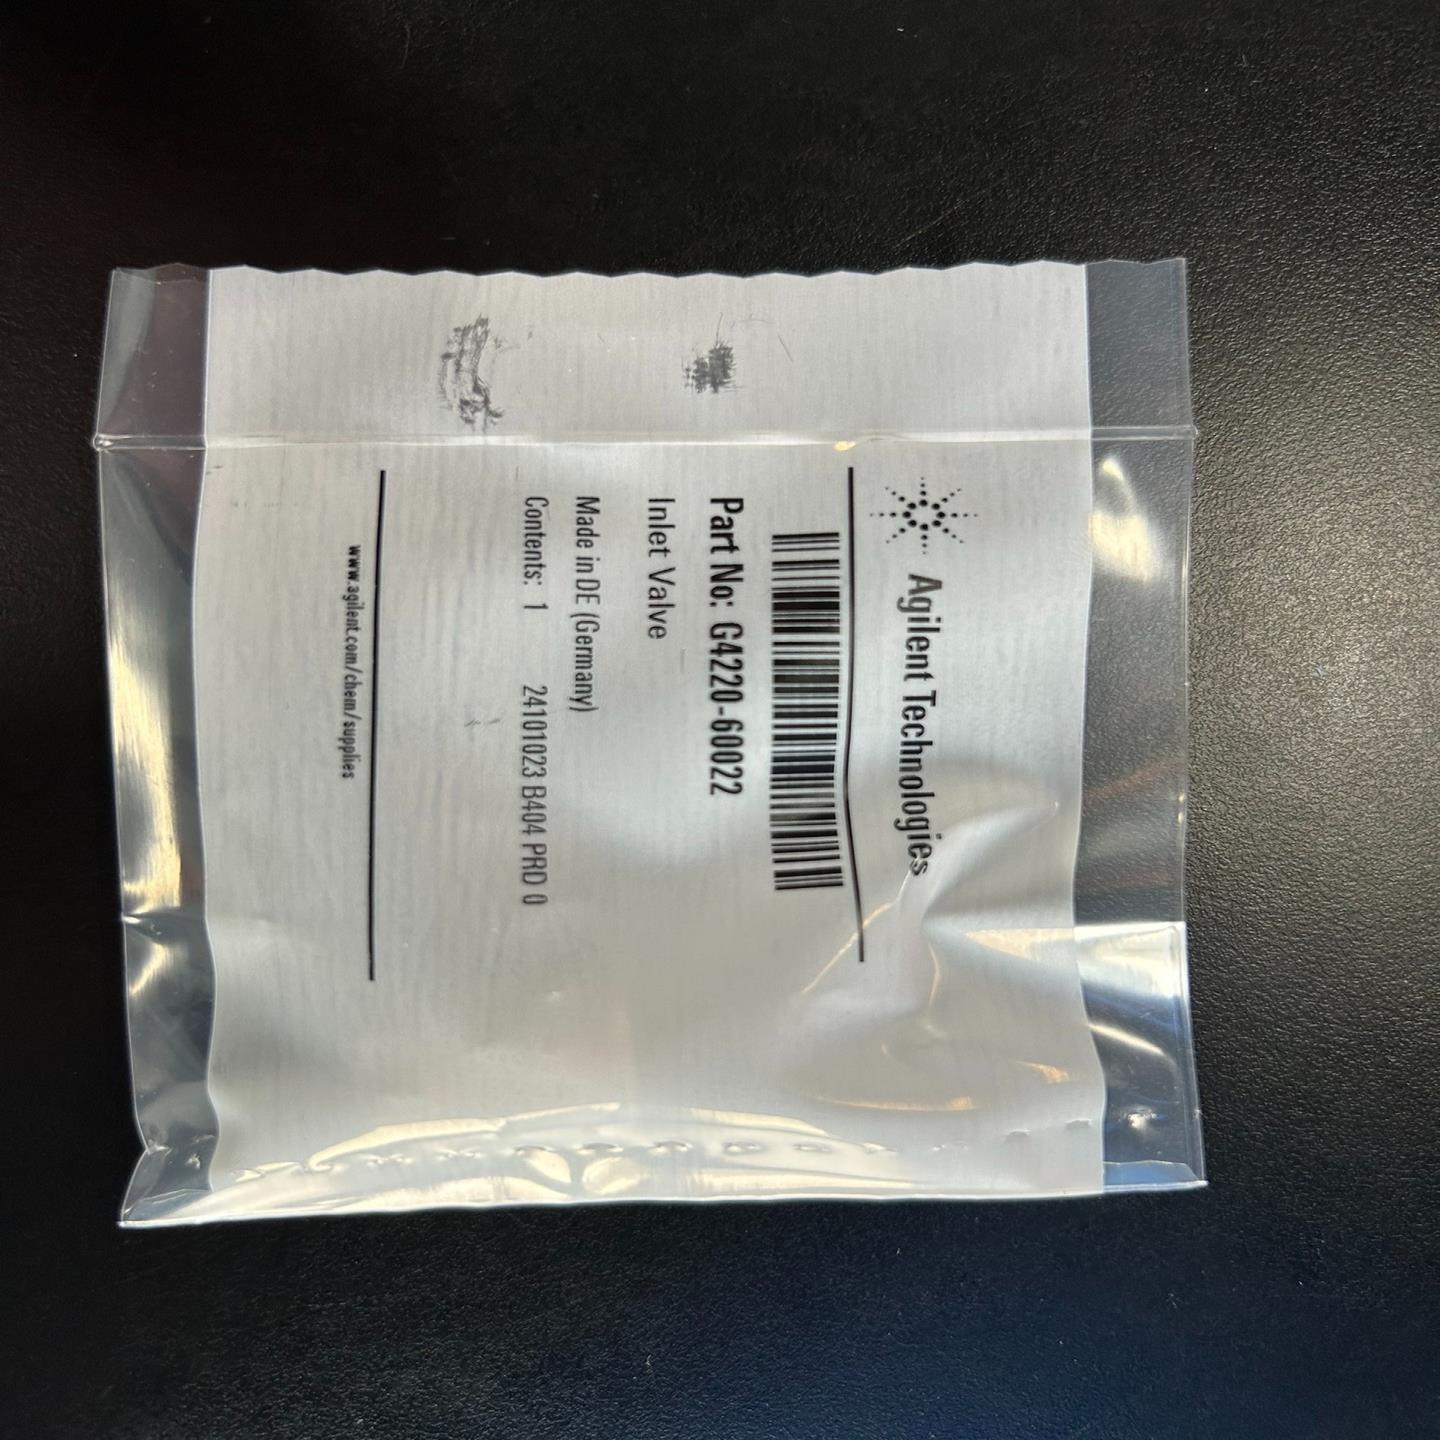 Agilent Technologies
Part No: G4220-60022
Inlet Valve
Made in DE (Germany)
Contents: 1 24101023 B404 PRD 0
www.agilent.com/chem/supplies